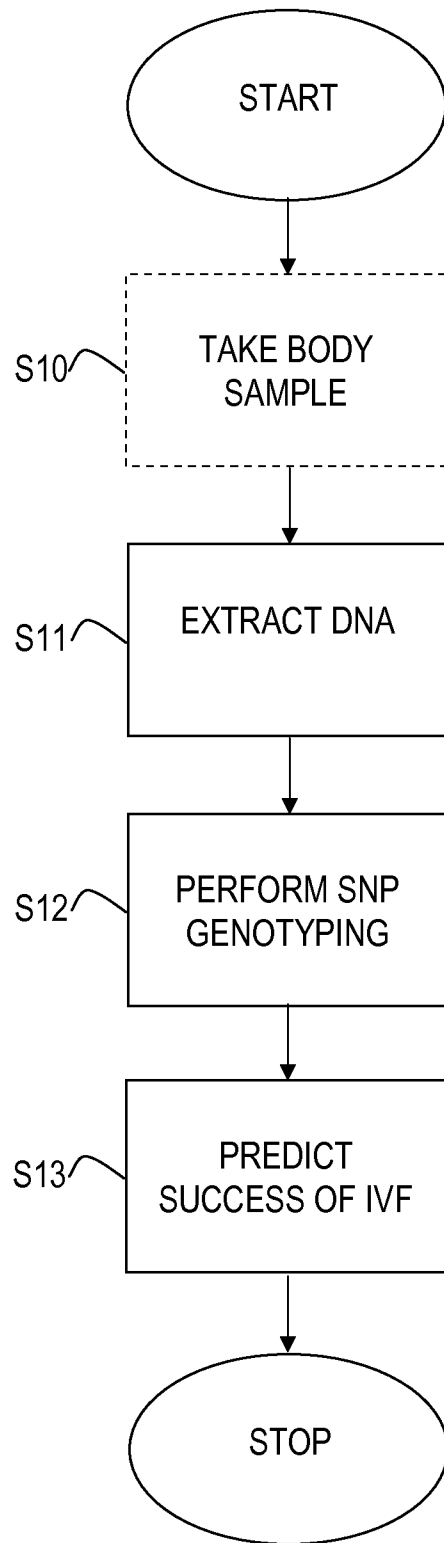 START
S10
TAKE BODY
SAMPLE
S11
EXTRACT DNA
S12
PERFORM SNP
GENOTYPING
S13
PREDICT
SUCCESS OF IVF
STOP